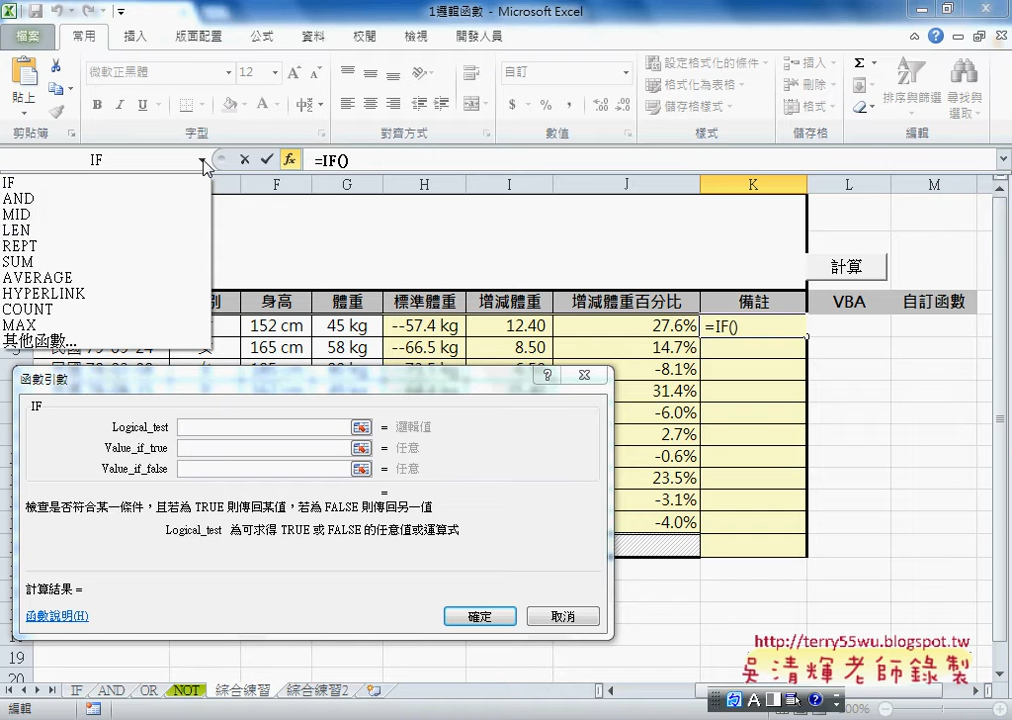 1邏輯函數 - Microsoft Excel
檔案 常用 插入 版面配置 公式 資料 校閱 檢視 開發人員
貼上
微軟正黑體 12
B I U A 中
自訂
$ % ,
設定格式化的條件
格式化為表格
儲存格樣式
插入
刪除
格式
Σ
排序與篩選 尋找與選取
剪貼簿 字型 對齊方式 數值 樣式 儲存格 編輯
IF fx =IF()
F G H I J K L M
IF
AND
MID
LEN
REPT
SUM
AVERAGE
HYPERLINK
COUNT
MAX
其他函數...
計算
別 身高 體重 標準體重 增減體重 增減體重百分比 備註 VBA 自訂函數
152 cm 45 kg --57.4 kg 12.40 27.6% =IF()
165 cm 58 kg --66.5 kg 8.50 14.7%
-8.1%
31.4%
-6.0%
2.7%
-0.6%
23.5%
-3.1%
-4.0%
函數引數
IF
Logical_test = 邏輯值
Value_if_true = 任意
Value_if_false = 任意
=
檢查是否符合某一條件，且若為 TRUE 則傳回某值，若為 FALSE 則傳回另一值
Logical_test 為可求得 TRUE 或 FALSE 的任意值或運算式
計算結果 =
函數說明(H)
確定 取消
19
20
http://terry55wu.blogspot.tw
吳清輝老師錄製
IF AND OR NOT 綜合練習 綜合練習2
編輯